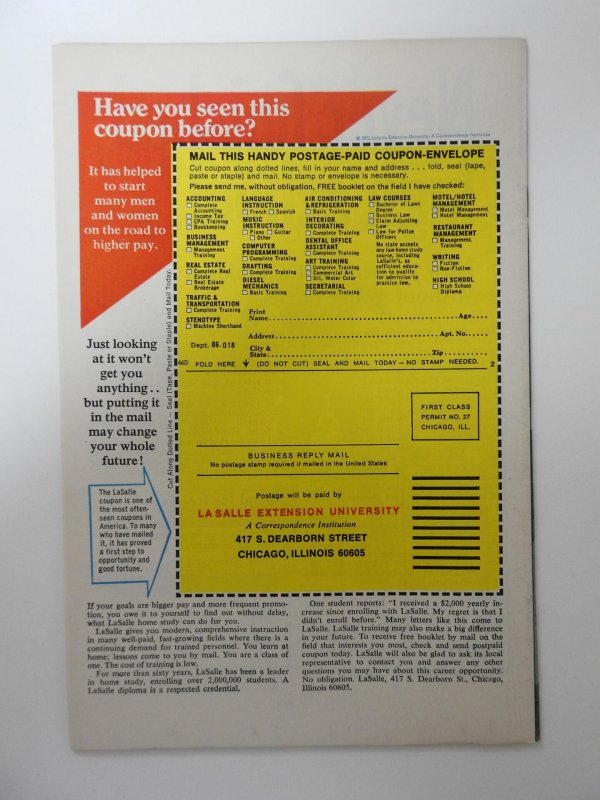 Have you seen this
coupon before?
© 1972 LaSalle Extension University, A Correspondence Institution
It has helped
to start
many men
and women
on the road to
higher pay.
MAIL THIS HANDY POSTAGE-PAID COUPON-ENVELOPE
Cut coupon along dotted lines, fill in your name and address . . . fold, seal (tape,
paste or staple) and mail. No stamp or envelope is necessary.
Please send me, without obligation, FREE booklet on the field I have checked:
ACCOUNTING
☐ Complete
Accounting
☐ Income Tax
☐ CPA Training
☐ Bookkeeping
BUSINESS
MANAGEMENT
☐ Management
Training
REAL ESTATE
☐ Complete Real
Estate
☐ Real Estate
Brokerage
TRAFFIC &
TRANSPORTATION
☐ Complete Training
STENOTYPE
☐ Machine Shorthand
LANGUAGE
INSTRUCTION
☐ French ☐ Spanish
MUSIC
INSTRUCTION
☐ Piano ☐ Guitar
☐ Other
COMPUTER
PROGRAMMING
☐ Complete Training
DRAFTING
☐ Complete Training
DIESEL
MECHANICS
☐ Basic Training
AIR CONDITIONING
& REFRIGERATION
☐ Basic Training
INTERIOR
DECORATING
☐ Complete Training
DENTAL OFFICE
ASSISTANT
☐ Complete Training
ART TRAINING
☐ Complete Training
☐ Commercial Art
☐ Oil, Water Color
SECRETARIAL
☐ Complete Training
LAW COURSES
☐ Bachelor of Laws
Degree
☐ Business Law
☐ Claim Adjusting
Law
☐ Law for Police
Officers
No state accepts
any law home study
course, including
LaSalle's, as
sufficient educa-
tion to qualify
for admission to
practice law.
MOTEL/HOTEL
MANAGEMENT
☐ Motel Management
☐ Hotel Management
RESTAURANT
MANAGEMENT
☐ Management
Training
WRITING
☐ Fiction
☐ Non-Fiction
HIGH SCHOOL
☐ High School
Diploma
Print
Name Age
Address Apt. No.
Dept. 86-018
City &
State Zip
46D FOLD HERE ↓ (DO NOT CUT) SEAL AND MAIL TODAY — NO STAMP NEEDED. 2
Cut Along Dotted Line — Seal (Tape, Paste or Staple) and Mail Today.
Just looking
at it won't
get you
anything . .
but putting it
in the mail
may change
your whole
future!
The LaSalle
coupon is one of
the most often-
seen coupons in
America. To many
who have mailed
it, it has proved
a first step to
opportunity and
good fortune.
FIRST CLASS
PERMIT NO. 27
CHICAGO, ILL.
BUSINESS REPLY MAIL
No postage stamp required if mailed in the United States
Postage will be paid by
LA SALLE EXTENSION UNIVERSITY
A Correspondence Institution
417 S. DEARBORN STREET
CHICAGO, ILLINOIS 60605
If your goals are bigger pay and more frequent promo-
tion, you owe it to yourself to find out without delay,
what LaSalle home study can do for you.
LaSalle gives you modern, comprehensive instruction
in many well-paid, fast-growing fields where there is a
continuing demand for trained personnel. You learn at
home; lessons come to you by mail. You are a class of
one. The cost of training is low.
For more than sixty years, LaSalle has been a leader
in home study, enrolling over 2,000,000 students. A
LaSalle diploma is a respected credential.
One student reports: "I received a $2,000 yearly in-
crease since enrolling with LaSalle. My regret is that I
didn't enroll before." Many letters like this come to
LaSalle. LaSalle training may also make a big difference
in your future. To receive free booklet by mail on the
field that interests you most, check and send postpaid
coupon today. LaSalle will also be glad to ask its local
representative to contact you and answer any other
questions you may have about this career opportunity.
No obligation. LaSalle, 417 S. Dearborn St., Chicago,
Illinois 60605.